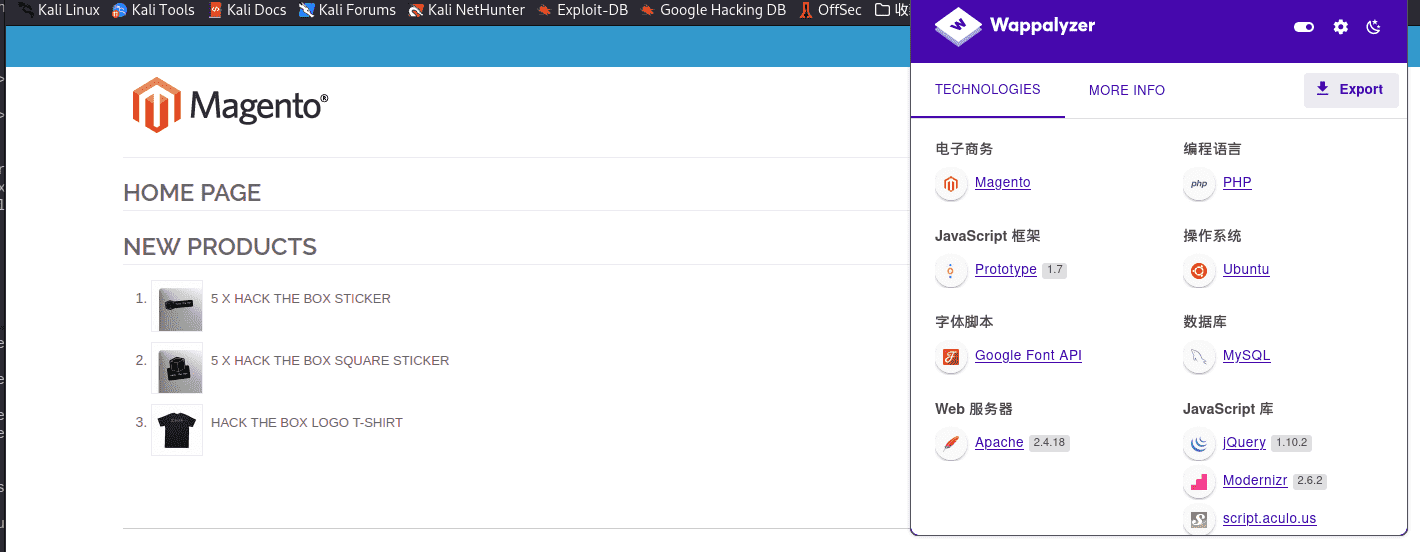 Kali Linux Kali Tools Kali Docs Kali Forums Kali NetHunter Exploit-DB Google Hacking DB OffSec
Magento®
HOME PAGE
NEW PRODUCTS
1. 5 X HACK THE BOX STICKER
2. 5 X HACK THE BOX SQUARE STICKER
3. HACK THE BOX LOGO T-SHIRT
Wappalyzer
TECHNOLOGIES MORE INFO Export
电子商务 编程语言
Magento php PHP
JavaScript 框架 操作系统
Prototype 1.7 Ubuntu
字体脚本 数据库
Google Font API MySQL
Web 服务器 JavaScript 库
Apache 2.4.18 jQuery 1.10.2
Modernizr 2.6.2
script.aculo.us